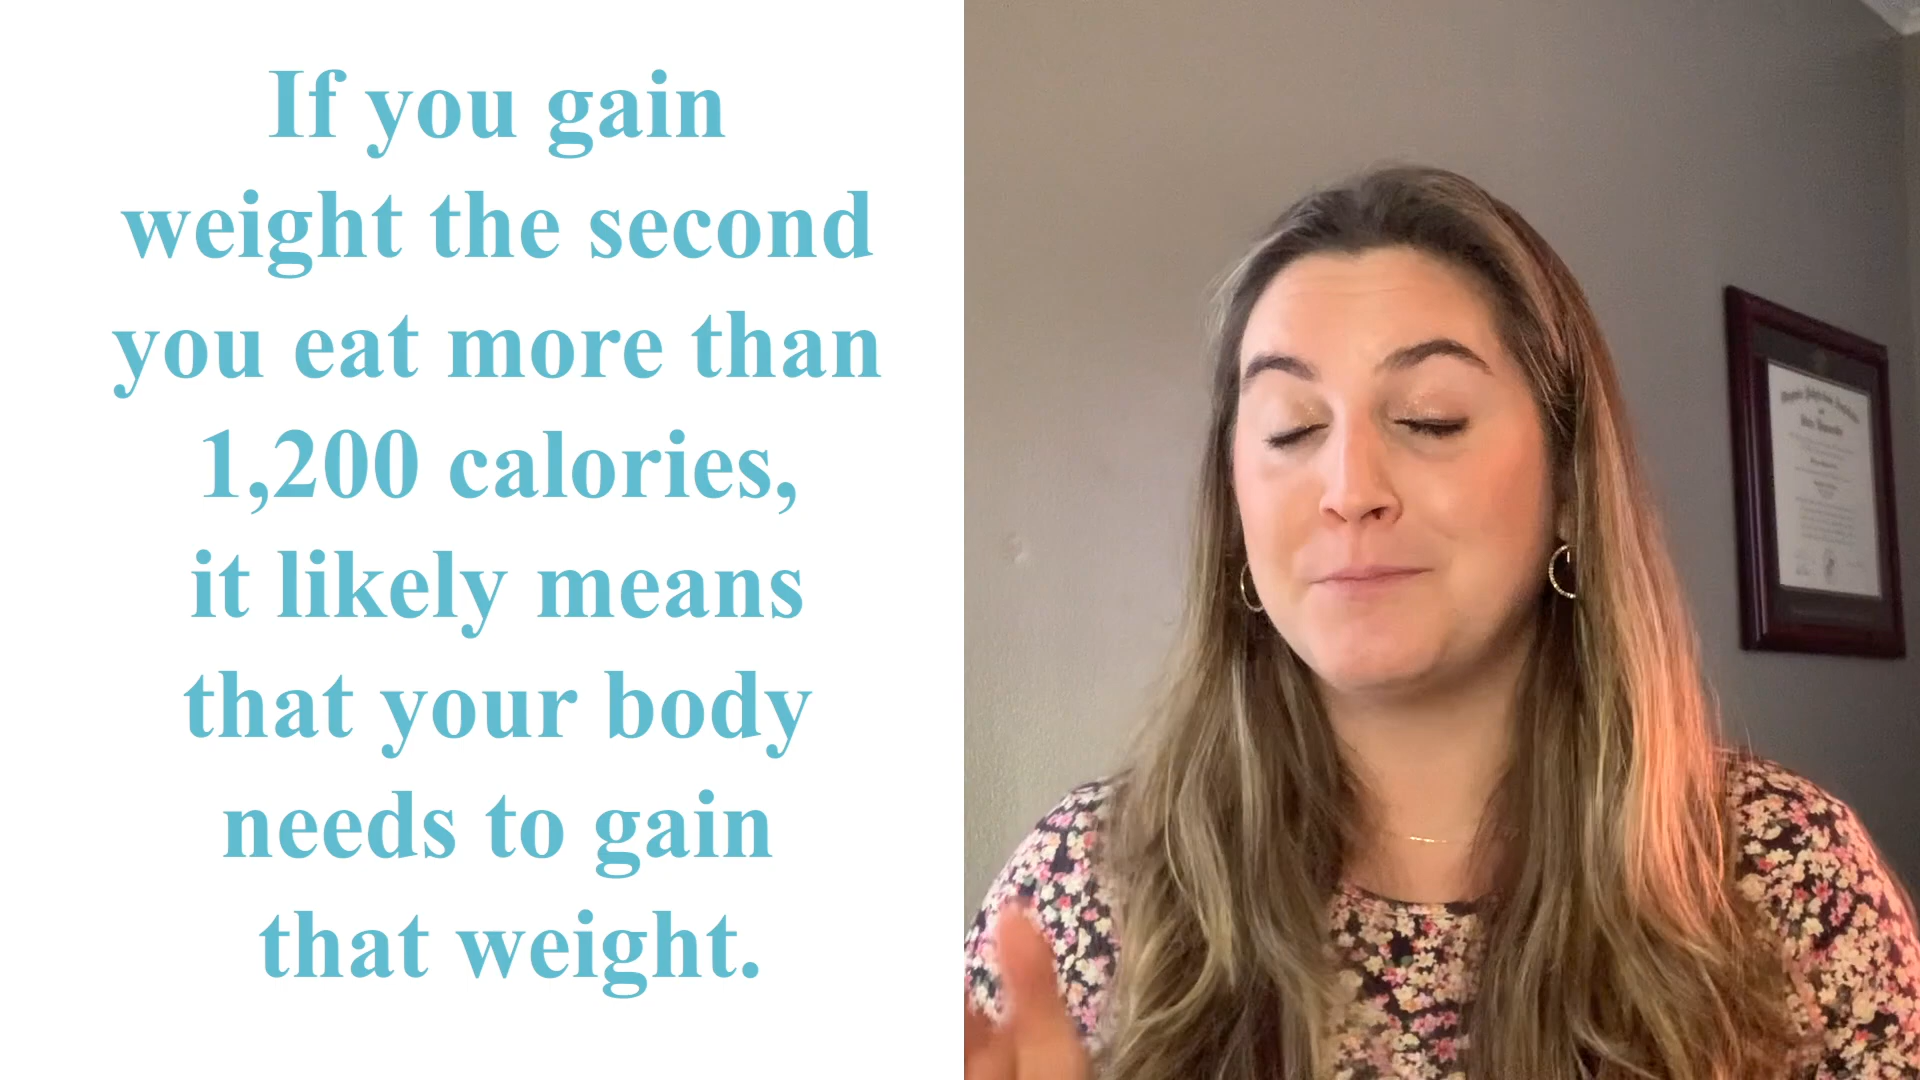 If you gain
weight the second
you eat more than
1,200 calories,
it likely means
that your body
needs to gain
that weight.